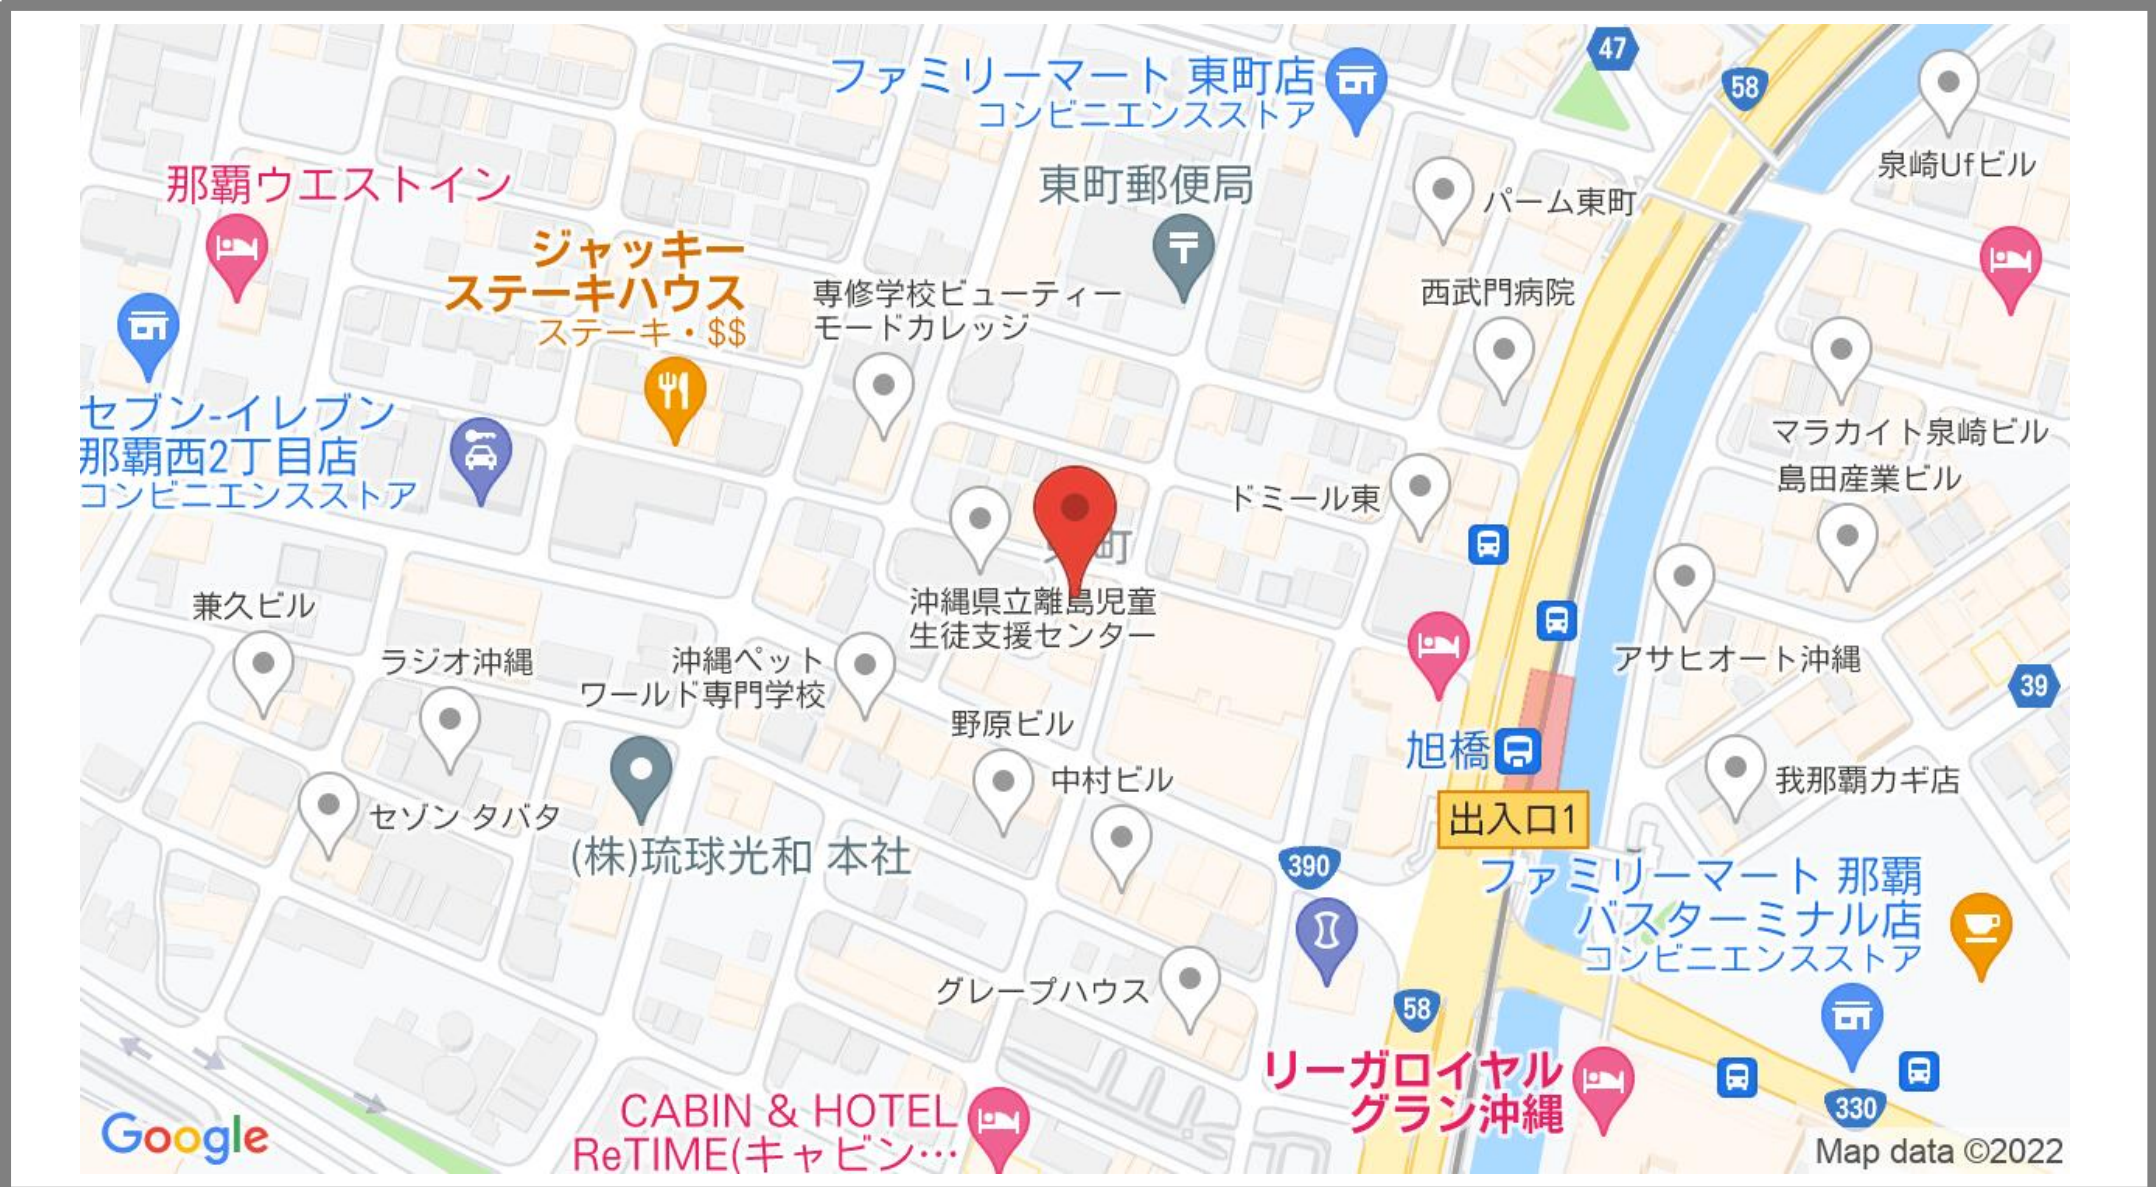 47
ファミリーマート 東町店
コンビニエンスストア
58
泉崎Ufビル
那覇ウエストイン
東町郵便局
パーム東町
ジャッキー
ステーキハウス
ステーキ・$$
専修学校ビューティー
モードカレッジ
西武門病院
セブン-イレブン
那覇西2丁目店
コンビニエンスストア
マラカイト泉崎ビル
島田産業ビル
ドミール東
町
沖縄県立離島児童
生徒支援センター
兼久ビル
ラジオ沖縄
沖縄ペット
ワールド専門学校
アサヒオート沖縄
39
野原ビル
旭橋
中村ビル
我那覇カギ店
セゾン タバタ
出入口1
(株)琉球光和 本社
390
ファミリーマート 那覇
バスターミナル店
コンビニエンスストア
グレープハウス
58
リーガロイヤル
グラン沖縄
CABIN & HOTEL
ReTIME(キャビン…
330
Google
Map data ©2022